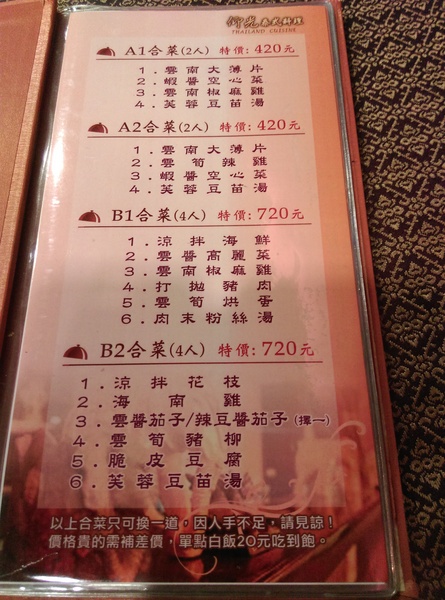 仰光泰式料理
THAILAND CUISINE
A1合菜(2人) 特價:420元
1.雲南大薄片
2.蝦醬空心菜
3.雲南椒麻雞
4.芙蓉豆苗湯
A2合菜(2人) 特價:420元
1.雲南大薄片
2.雲筍辣雞
3.蝦醬空心菜
4.芙蓉豆苗湯
B1合菜(4人) 特價:720元
1.涼拌海鮮
2.雲醬高麗菜
3.雲南椒麻雞
4.打拋豬肉
5.雲筍烘蛋
6.肉末粉絲湯
B2合菜(4人) 特價:720元
1.涼拌花枝
2.海南雞
3.雲醬茄子/辣豆醬茄子(擇一)
4.雲筍豬柳
5.脆皮豆腐
6.芙蓉豆苗湯
以上合菜只可換一道，因人手不足，請見諒！
價格貴的需補差價，單點白飯20元吃到飽。